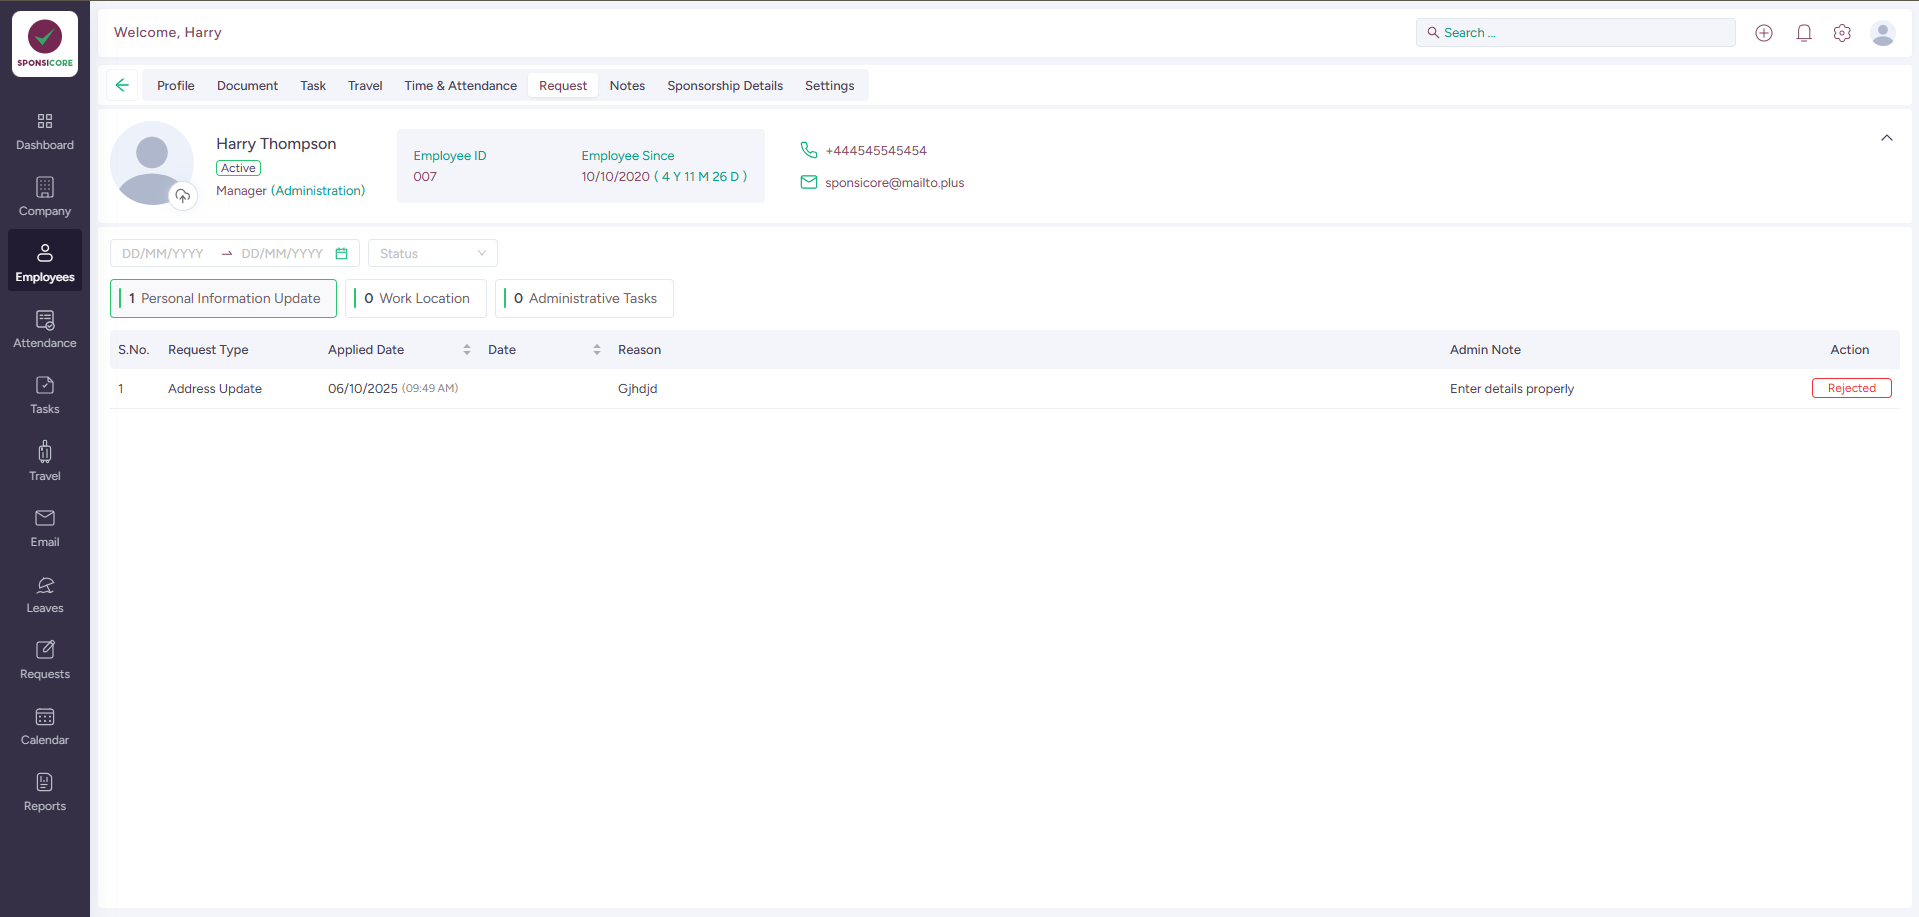 SPONSICORE
Welcome, Harry
Search ...
Dashboard
Company
Employees
Attendance
Tasks
Travel
Email
Leaves
Requests
Calendar
Reports
Profile Document Task Travel Time & Attendance Request Notes Sponsorship Details Settings
Harry Thompson
Active
Manager (Administration)
Employee ID
007
Employee Since
10/10/2020 ( 4 Y 11 M 26 D )
+444545545454
sponsicore@mailto.plus
DD/MM/YYYY → DD/MM/YYYY Status
1 Personal Information Update 0 Work Location 0 Administrative Tasks
S.No. Request Type Applied Date Date Reason Admin Note Action
1 Address Update 06/10/2025 (09:49 AM) Gjhdjd Enter details properly Rejected